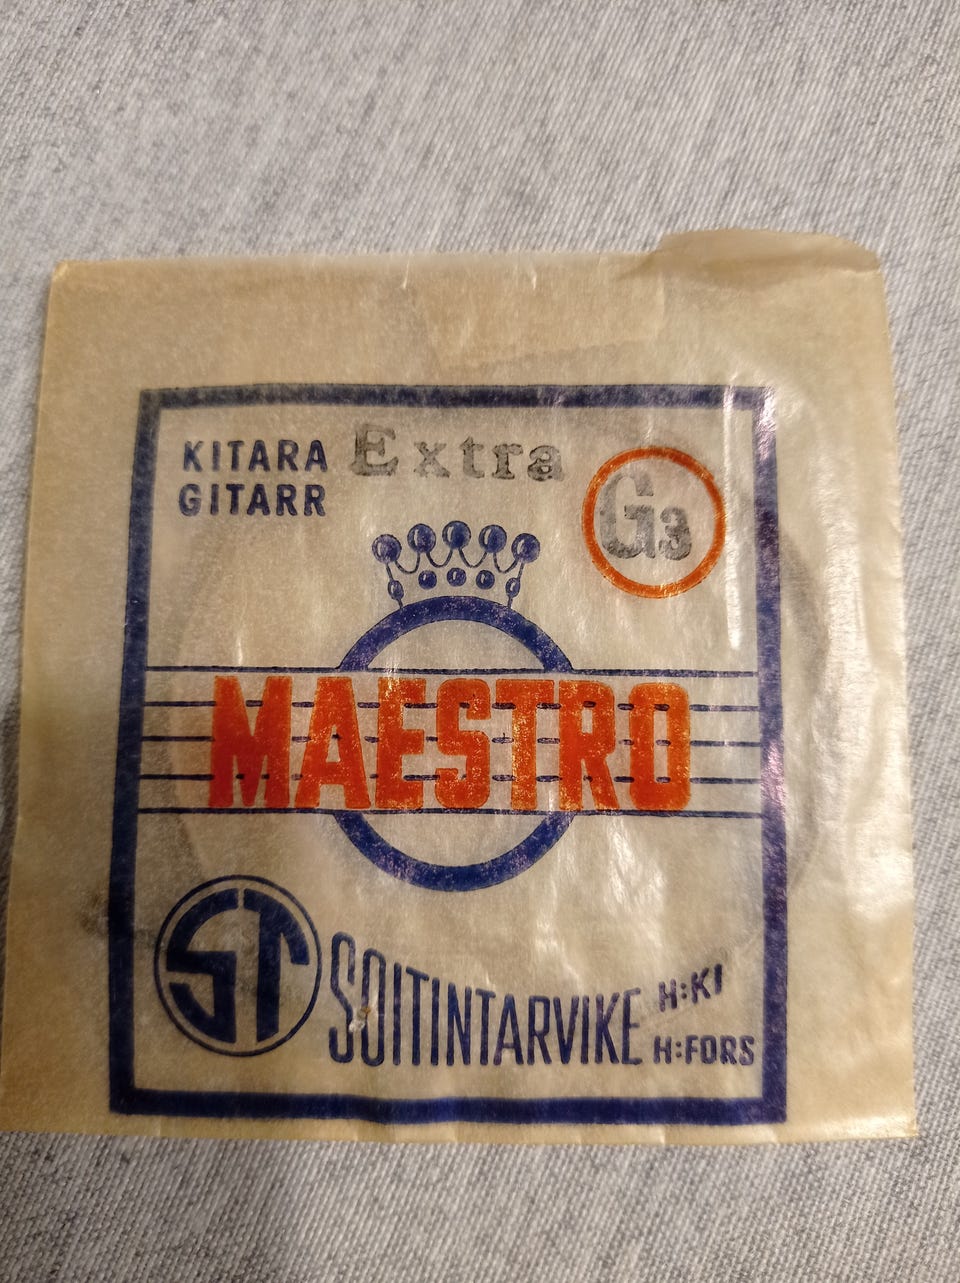 KITARA Extra
GITARR
G3
MAESTRO
ST
SOITINTARVIKE H:KI
H:FORS